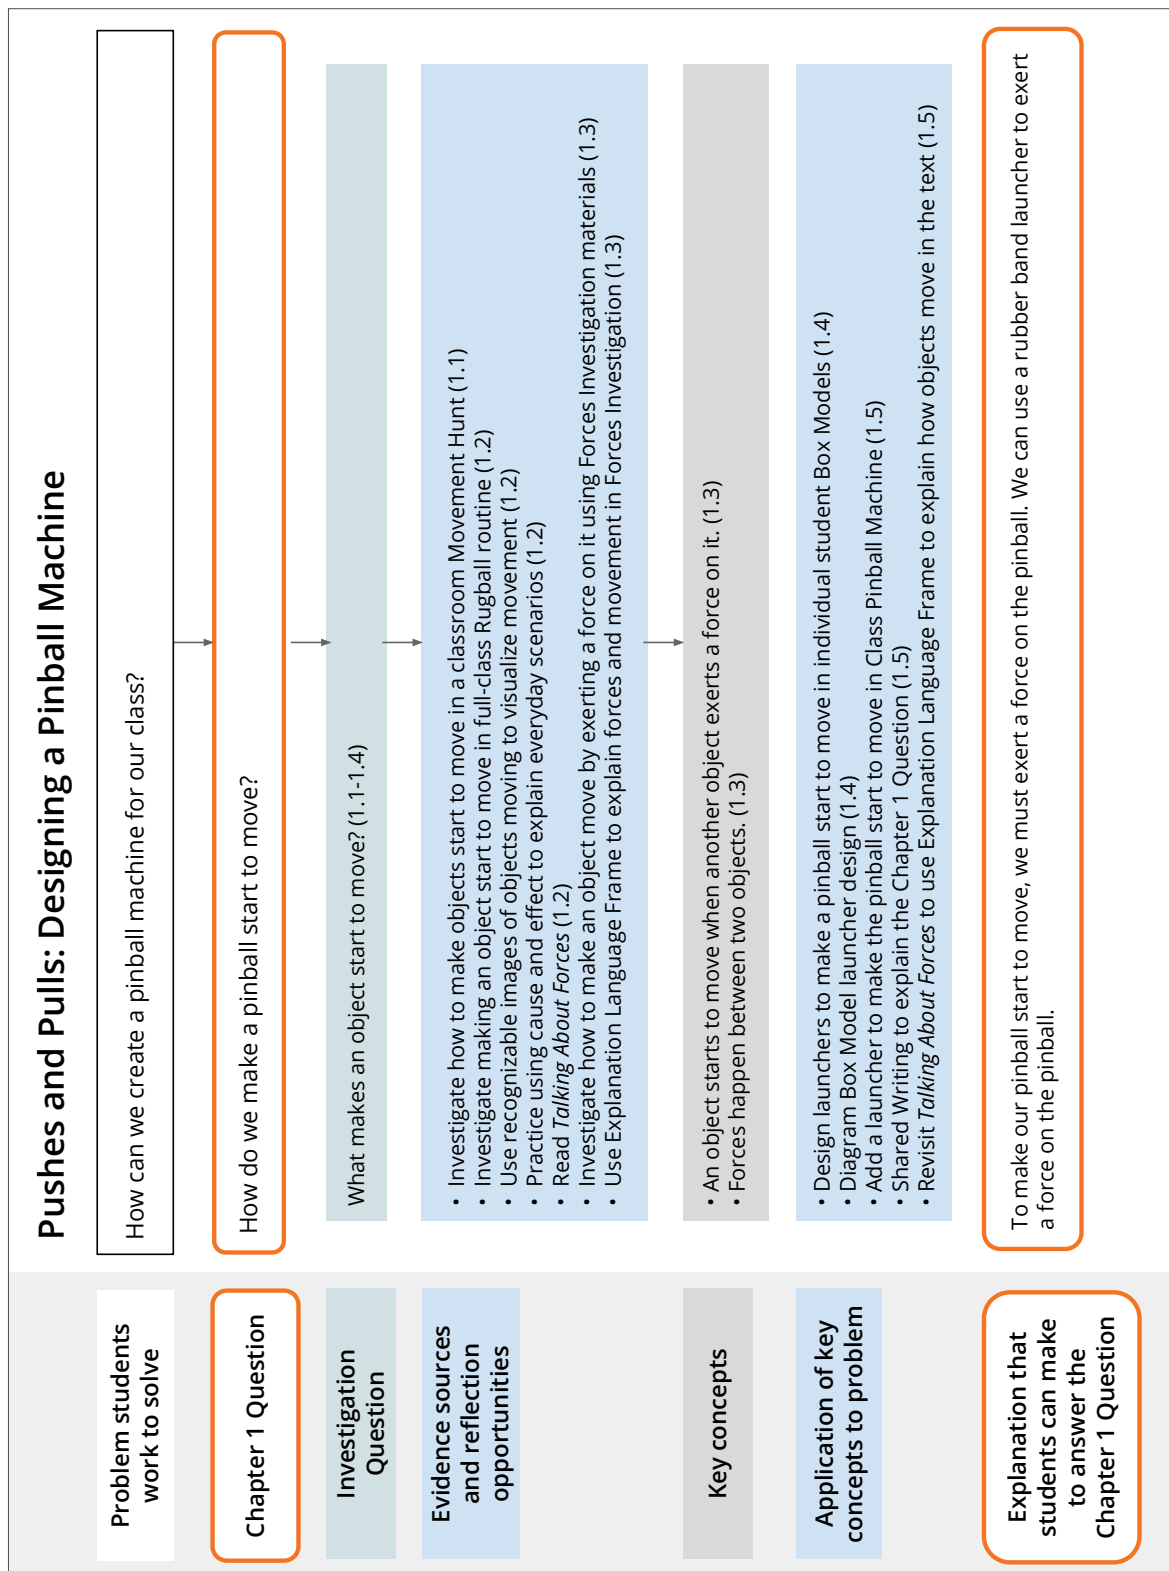 Pushes and Pulls: Designing a Pinball Machine
Problem students
work to solve
How can we create a pinball machine for our class?
Chapter 1 Question
How do we make a pinball start to move?
Investigation
Question
What makes an object start to move? (1.1-1.4)
Evidence sources
and reflection
opportunities
• Investigate how to make objects start to move in a classroom Movement Hunt (1.1)
• Investigate making an object start to move in full-class Rugball routine (1.2)
• Use recognizable images of objects moving to visualize movement (1.2)
• Practice using cause and effect to explain everyday scenarios (1.2)
• Read Talking About Forces (1.2)
• Investigate how to make an object move by exerting a force on it using Forces Investigation materials (1.3)
• Use Explanation Language Frame to explain forces and movement in Forces Investigation (1.3)
Key concepts
• An object starts to move when another object exerts a force on it. (1.3)
• Forces happen between two objects. (1.3)
Application of key
concepts to problem
• Design launchers to make a pinball start to move in individual student Box Models (1.4)
• Diagram Box Model launcher design (1.4)
• Add a launcher to make the pinball start to move in Class Pinball Machine (1.5)
• Shared Writing to explain the Chapter 1 Question (1.5)
• Revisit Talking About Forces to use Explanation Language Frame to explain how objects move in the text (1.5)
Explanation that
students can make
to answer the
Chapter 1 Question
To make our pinball start to move, we must exert a force on the pinball. We can use a rubber band launcher to exert
a force on the pinball.